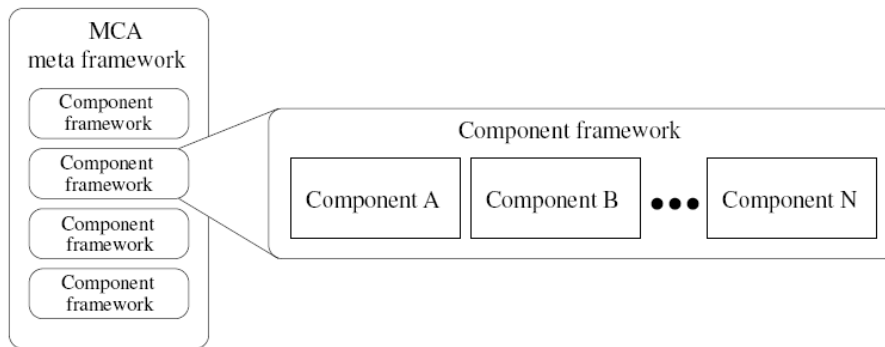 MCA
meta framework
Component
framework
Component
framework
Component
framework
Component
framework
Component framework
Component A
Component B
Component N